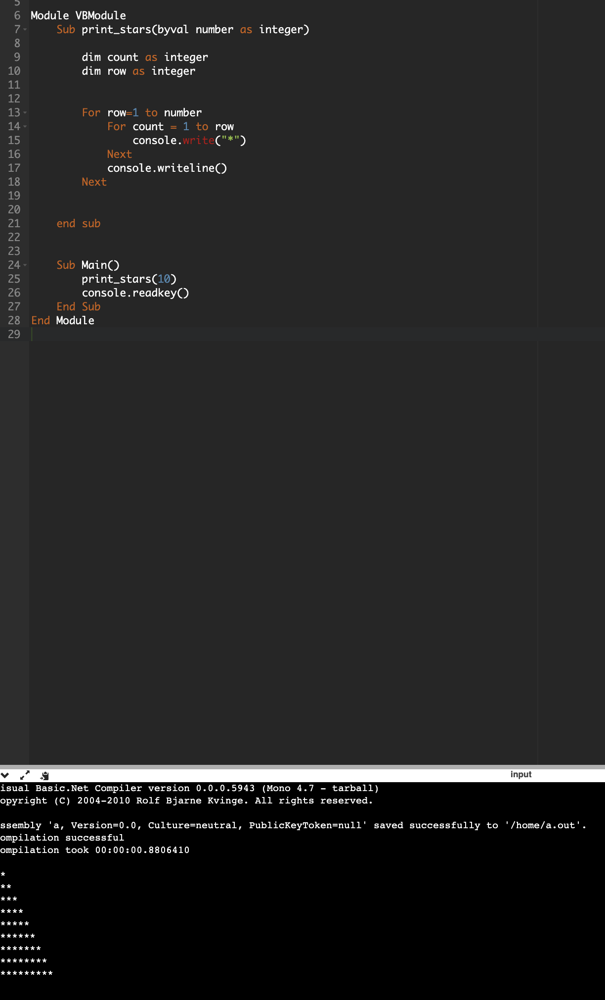 5
6 Module VBModule
7 Sub print_stars(byval number as integer)
8
9 dim count as integer
10 dim row as integer
11
12
13 For row=1 to number
14 For count = 1 to row
15 console.write("*")
16 Next
17 console.writeline()
18 Next
19
20
21 end sub
22
23
24 Sub Main()
25 print_stars(10)
26 console.readkey()
27 End Sub
28 End Module
29
input
isual Basic.Net Compiler version 0.0.0.5943 (Mono 4.7 - tarball)
opyright (C) 2004-2010 Rolf Bjarne Kvinge. All rights reserved.
ssembly 'a, Version=0.0, Culture=neutral, PublicKeyToken=null' saved successfully to '/home/a.out'.
ompilation successful
ompilation took 00:00:00.8806410
*
**
***
****
*****
******
*******
********
*********